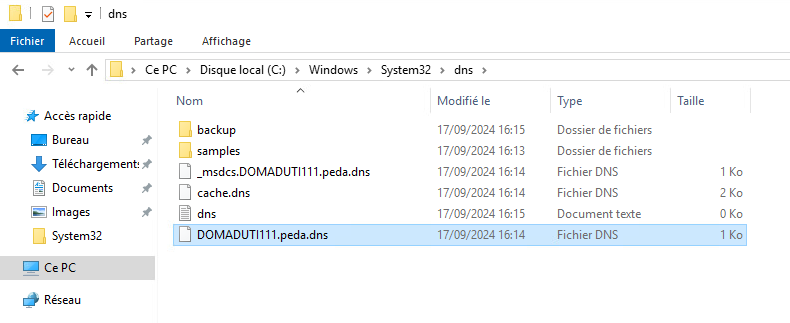 dns
Fichier Accueil Partage Affichage
Ce PC Disque local (C:) Windows System32 dns
Nom Modifié le Type Taille
Accès rapide
Bureau
Téléchargements
Documents
Images
System32
Ce PC
Réseau
backup 17/09/2024 16:15 Dossier de fichiers
samples 17/09/2024 16:13 Dossier de fichiers
_msdcs.DOMADUTI111.peda.dns 17/09/2024 16:14 Fichier DNS 1 Ko
cache.dns 17/09/2024 16:14 Fichier DNS 2 Ko
dns 17/09/2024 16:15 Document texte 0 Ko
DOMADUTI111.peda.dns 17/09/2024 16:14 Fichier DNS 1 Ko